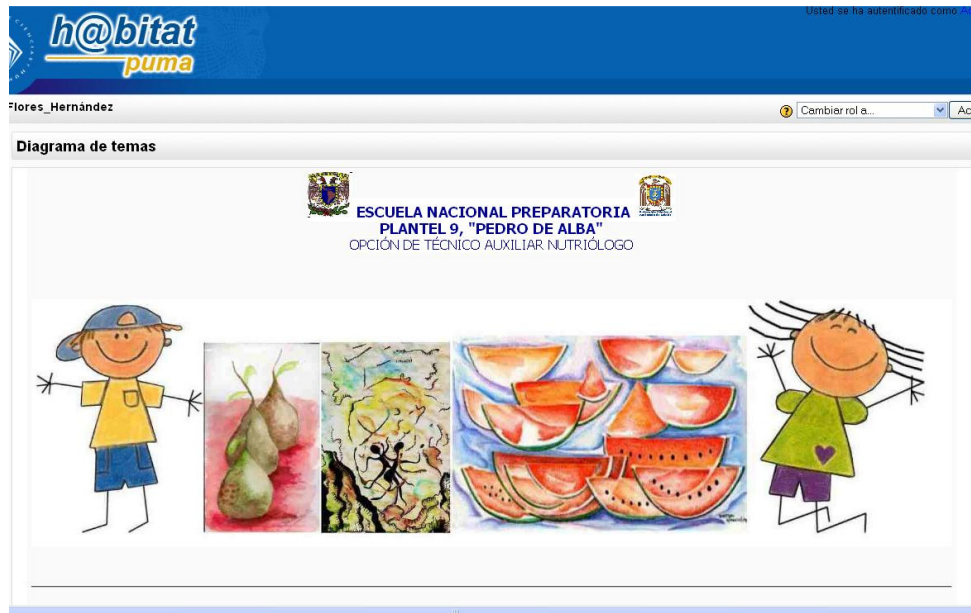 Usted se ha autentificado como
h@bitat
puma
Flores_Hernández
Cambiar rol a...
Diagrama de temas
ESCUELA NACIONAL PREPARATORIA
PLANTEL 9, "PEDRO DE ALBA"
OPCIÓN DE TÉCNICO AUXILIAR NUTRIÓLOGO